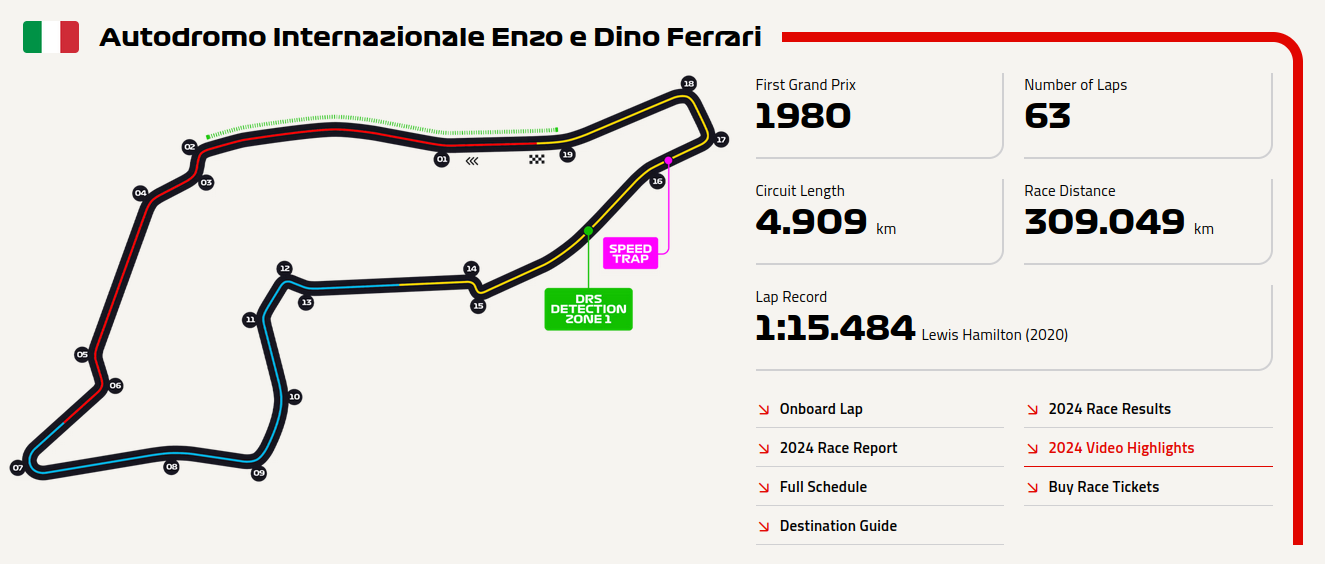 Autodromo Internazionale Enzo e Dino Ferrari
18
02
01
19
17
03
16
04
SPEED
TRAP
12
14
13
15
DRS
DETECTION
ZONE 1
11
05
06
10
07
08
09
First Grand Prix
1980
Number of Laps
63
Circuit Length
4.909 km
Race Distance
309.049 km
Lap Record
1:15.484 Lewis Hamilton (2020)
Onboard Lap
2024 Race Results
2024 Race Report
2024 Video Highlights
Full Schedule
Buy Race Tickets
Destination Guide